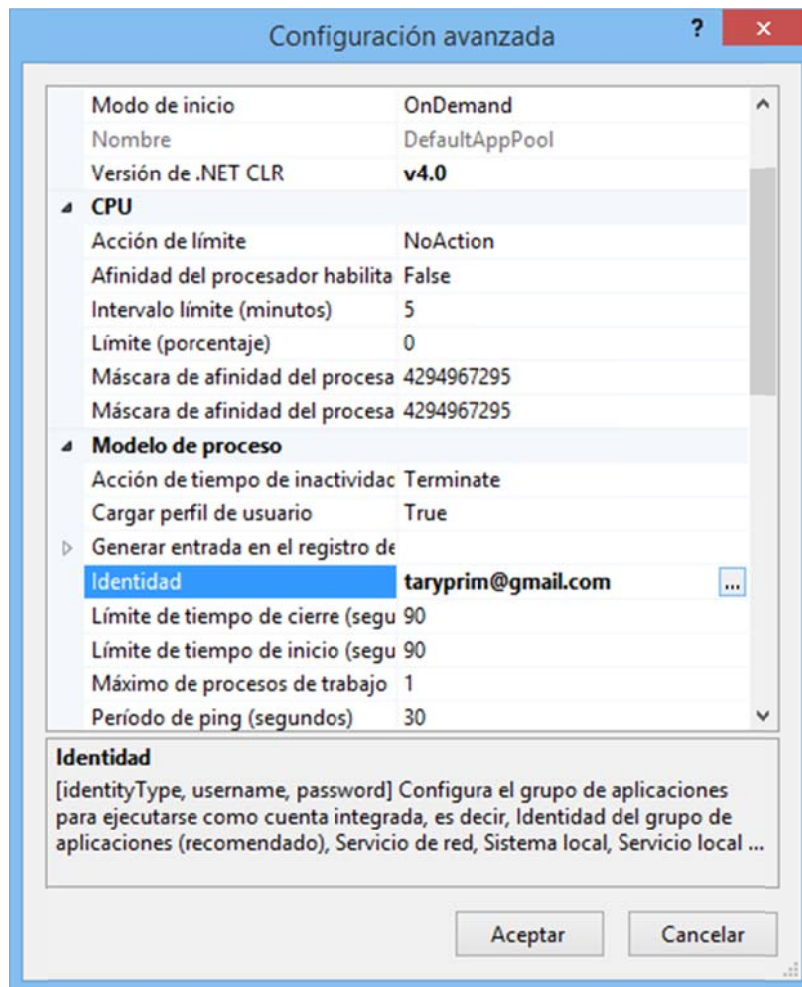 Configuración avanzada
?
x
Modo de inicio OnDemand
Nombre DefaultAppPool
Versión de .NET CLR v4.0
CPU
Acción de límite NoAction
Afinidad del procesador habilita False
Intervalo límite (minutos) 5
Límite (porcentaje) 0
Máscara de afinidad del procesa 4294967295
Máscara de afinidad del procesa 4294967295
Modelo de proceso
Acción de tiempo de inactividad Terminate
Cargar perfil de usuario True
Generar entrada en el registro de
Identidad taryprim@gmail.com ...
Límite de tiempo de cierre (segu 90
Límite de tiempo de inicio (segu 90
Máximo de procesos de trabajo 1
Período de ping (segundos) 30
Identidad
[identityType, username, password] Configura el grupo de aplicaciones
para ejecutarse como cuenta integrada, es decir, Identidad del grupo de
aplicaciones (recomendado), Servicio de red, Sistema local, Servicio local ...
Aceptar Cancelar